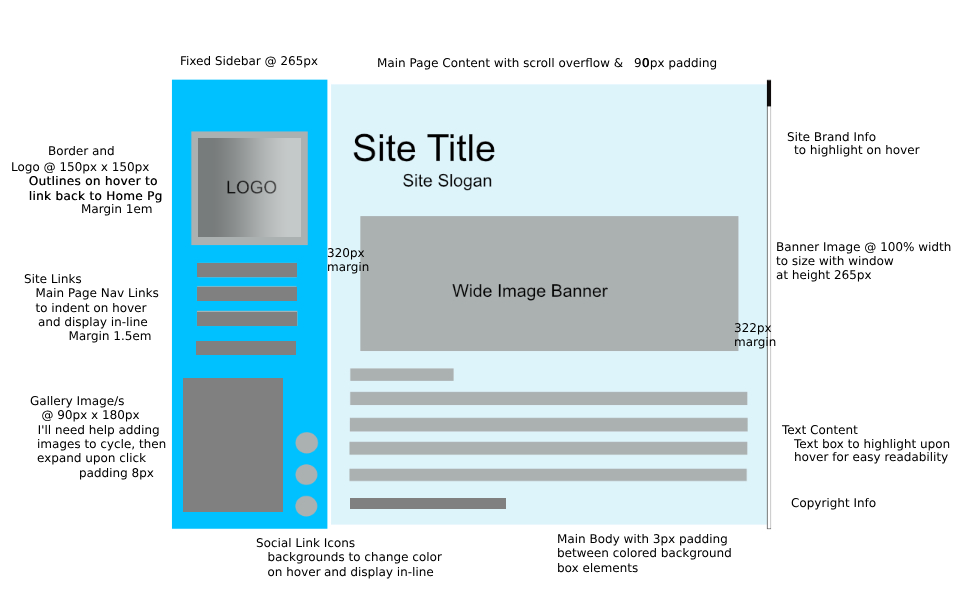 Fixed Sidebar @ 265px
Main Page Content with scroll overflow & 90px padding
Border and
Logo @ 150px x 150px
Outlines on hover to
link back to Home Pg
Margin 1em
LOGO
Site Title
Site Slogan
Site Brand Info
to highlight on hover
320px
margin
Banner Image @ 100% width
to size with window
at height 265px
Site Links
Main Page Nav Links
to indent on hover
and display in-line
Margin 1.5em
Wide Image Banner
322px
margin
Gallery Image/s
@ 90px x 180px
I'll need help adding
images to cycle, then
expand upon click
padding 8px
Text Content
Text box to highlight upon
hover for easy readability
Copyright Info
Social Link Icons
backgrounds to change color
on hover and display in-line
Main Body with 3px padding
between colored background
box elements